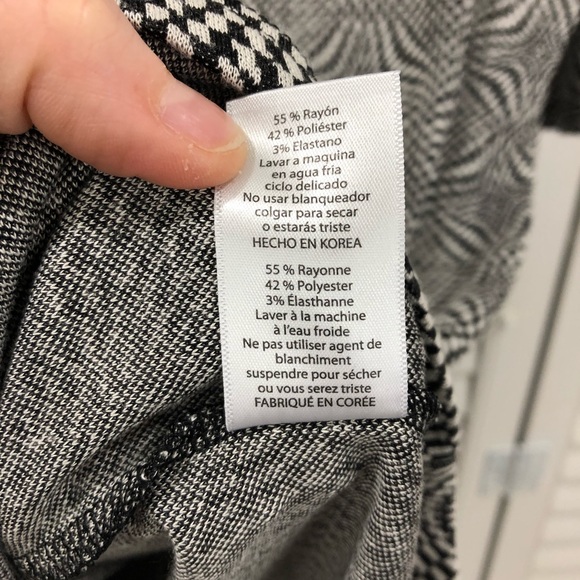 55 % Rayón
42 % Poliéster
3% Elastano
Lavar a maquina
en agua fria
ciclo delicado
No usar blanqueador
colgar para secar
o estarás triste
HECHO EN KOREA
55 % Rayonne
42 % Polyester
3% Élasthanne
Laver à la machine
à l'eau froide
Ne pas utiliser agent de
blanchiment
suspendre pour sécher
ou vous serez triste
FABRIQUÉ EN CORÉE